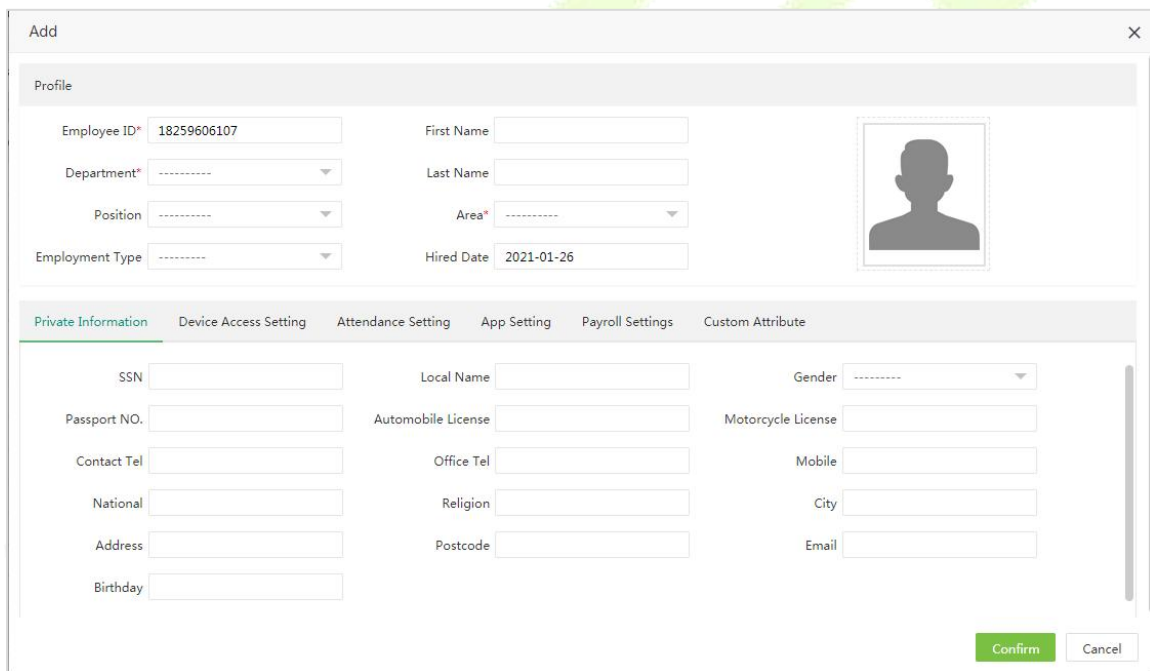 Add
Profile
Employee ID* 18259606107 First Name
Department* ---------- Last Name
Position ---------- Area* ----------
Employment Type --------- Hired Date 2021-01-26
Private Information Device Access Setting Attendance Setting App Setting Payroll Settings Custom Attribute
SSN Local Name Gender ---------
Passport NO. Automobile License Motorcycle License
Contact Tel Office Tel Mobile
National Religion City
Address Postcode Email
Birthday
Confirm Cancel